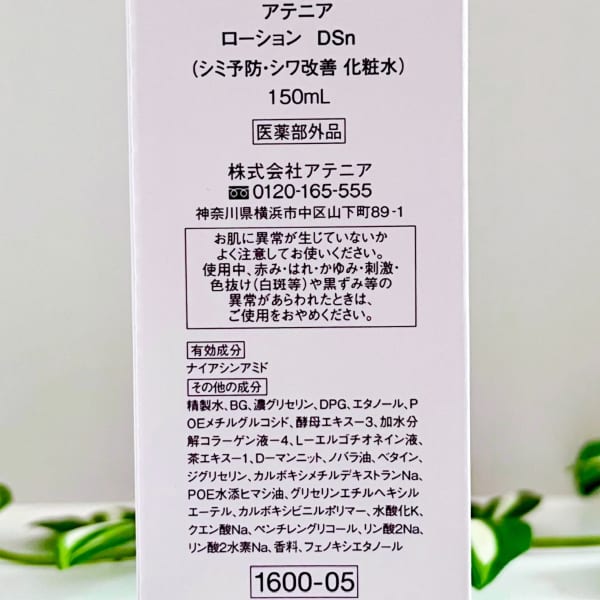 アテニア
ローション DSn
(シミ予防・シワ改善 化粧水)
150mL
医薬部外品
株式会社アテニア
0120-165-555
神奈川県横浜市中区山下町89-1
お肌に異常が生じていないか
よく注意してお使いください。
使用中、赤み・はれ・かゆみ・刺激・
色抜け(白斑等)や黒ずみ等の
異常があらわれたときは、
ご使用をおやめください。
有効成分
ナイアシンアミド
その他の成分
精製水、BG、濃グリセリン、DPG、エタノール、P
OEメチルグルコシド、酵母エキス-3、加水分
解コラーゲン液-4、L-エルゴチオネイン液、
茶エキス-1、D-マンニット、ノバラ油、ベタイン、
ジグリセリン、カルボキシメチルデキストランNa、
POE水添ヒマシ油、グリセリンエチルヘキシル
エーテル、カルボキシビニルポリマー、水酸化K、
クエン酸Na、ペンチレングリコール、リン酸2Na、
リン酸2水素Na、香料、フェノキシエタノール
1600-05